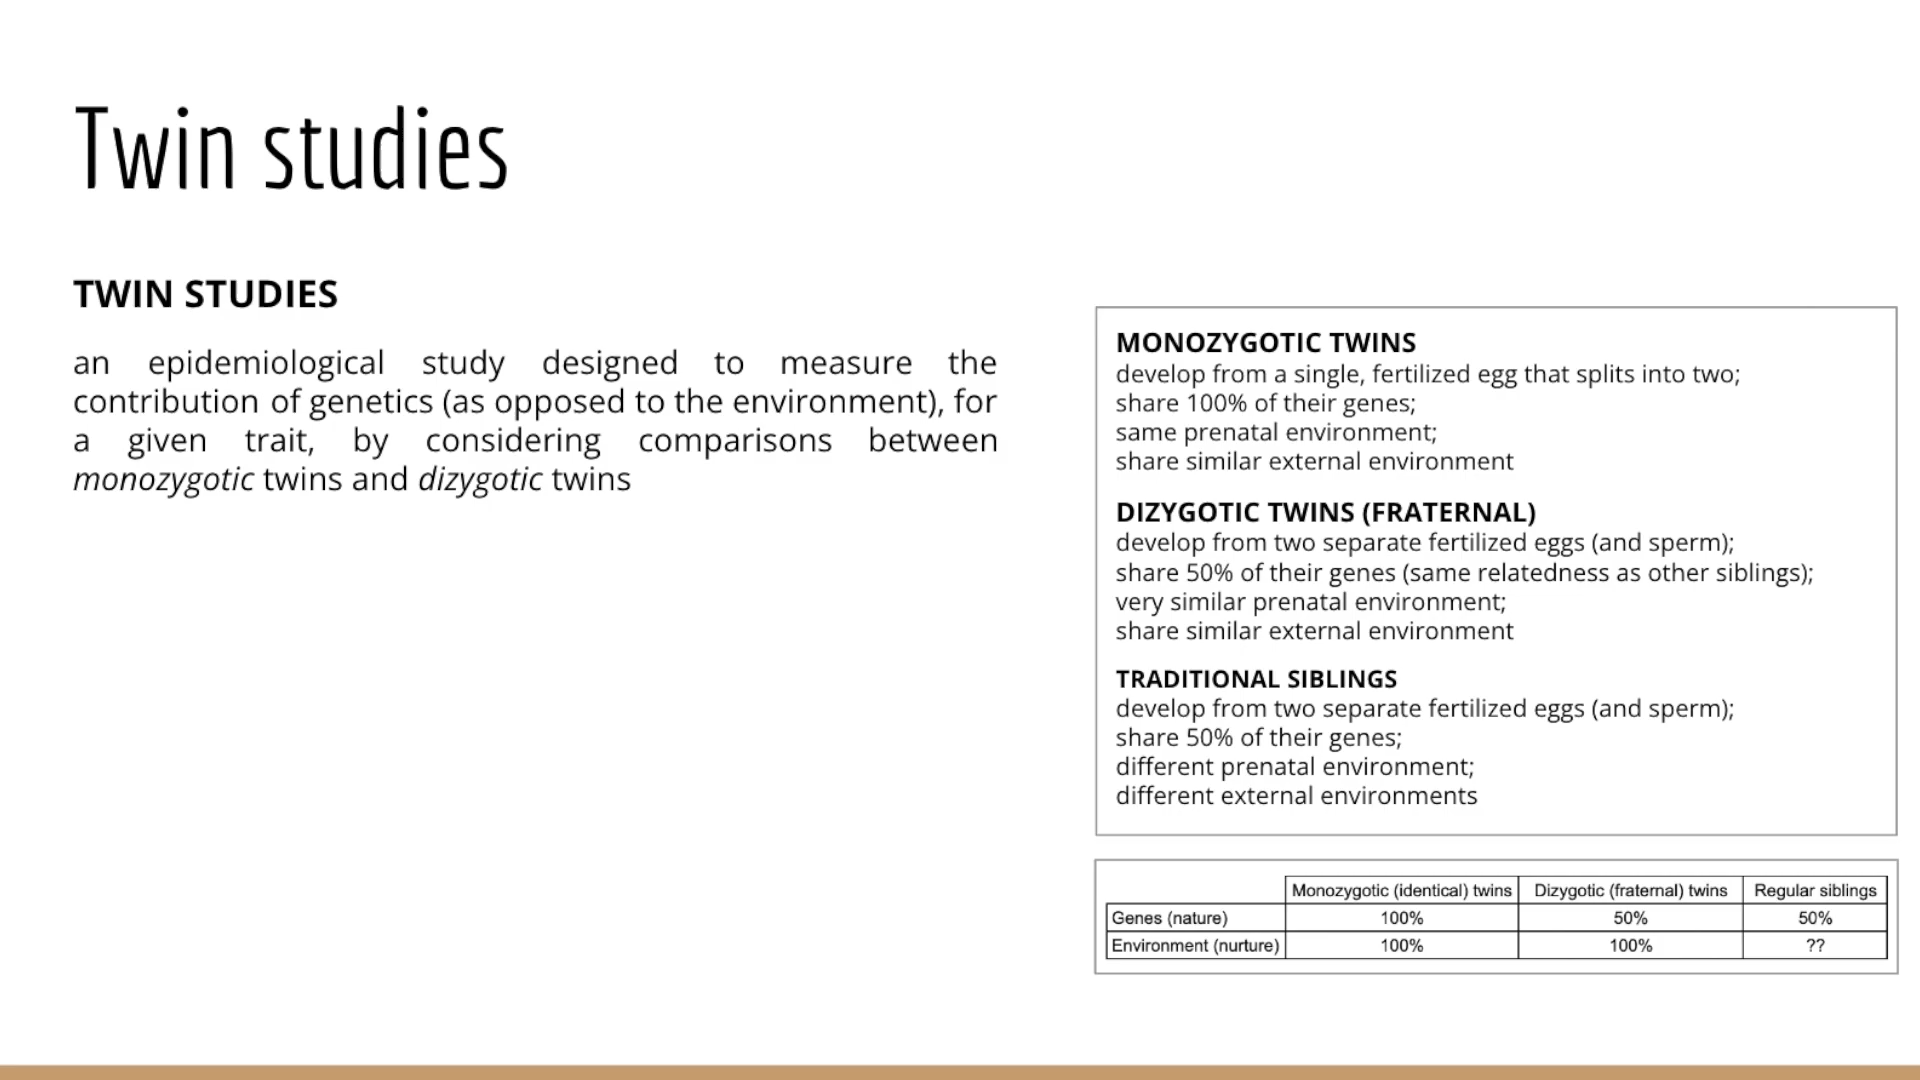 Twin studies
TWIN STUDIES
an epidemiological study designed to measure the
contribution of genetics (as opposed to the environment), for
a given trait, by considering comparisons between
monozygotic twins and dizygotic twins
MONOZYGOTIC TWINS
develop from a single, fertilized egg that splits into two;
share 100% of their genes;
same prenatal environment;
share similar external environment
DIZYGOTIC TWINS (FRATERNAL)
develop from two separate fertilized eggs (and sperm);
share 50% of their genes (same relatedness as other siblings);
very similar prenatal environment;
share similar external environment
TRADITIONAL SIBLINGS
develop from two separate fertilized eggs (and sperm);
share 50% of their genes;
different prenatal environment;
different external environments
Monozygotic (identical) twins Dizygotic (fraternal) twins Regular siblings
Genes (nature) 100% 50% 50%
Environment (nurture) 100% 100% ??